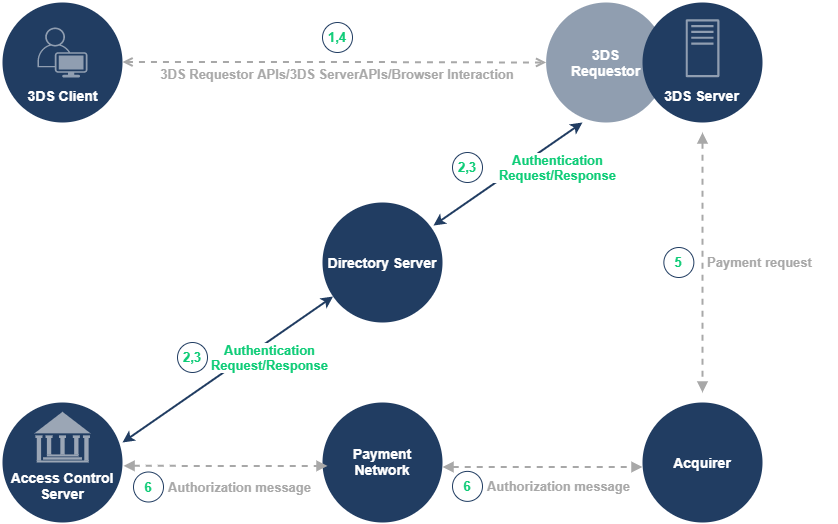 1,4
3DS Client
3DS Requestor APIs/3DS ServerAPIs/Browser Interaction
3DS
Requestor
3DS Server
2,3
Authentication
Request/Response
Directory Server
5
Payment request
2,3
Authentication
Request/Response
Access Control
Server
6
Authorization message
Payment
Network
6
Authorization message
Acquirer